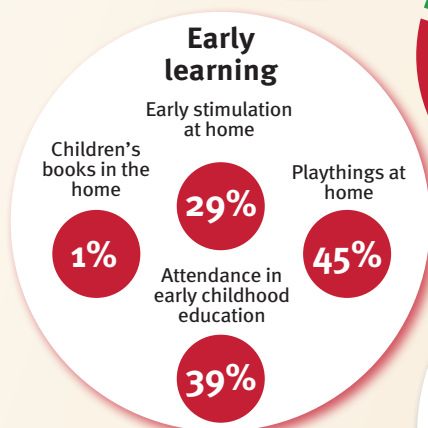 Early
learning
Early stimulation
at home
29%
Children’s
books in the
home
1%
Playthings at
home
45%
Attendance in
early childhood
education
39%